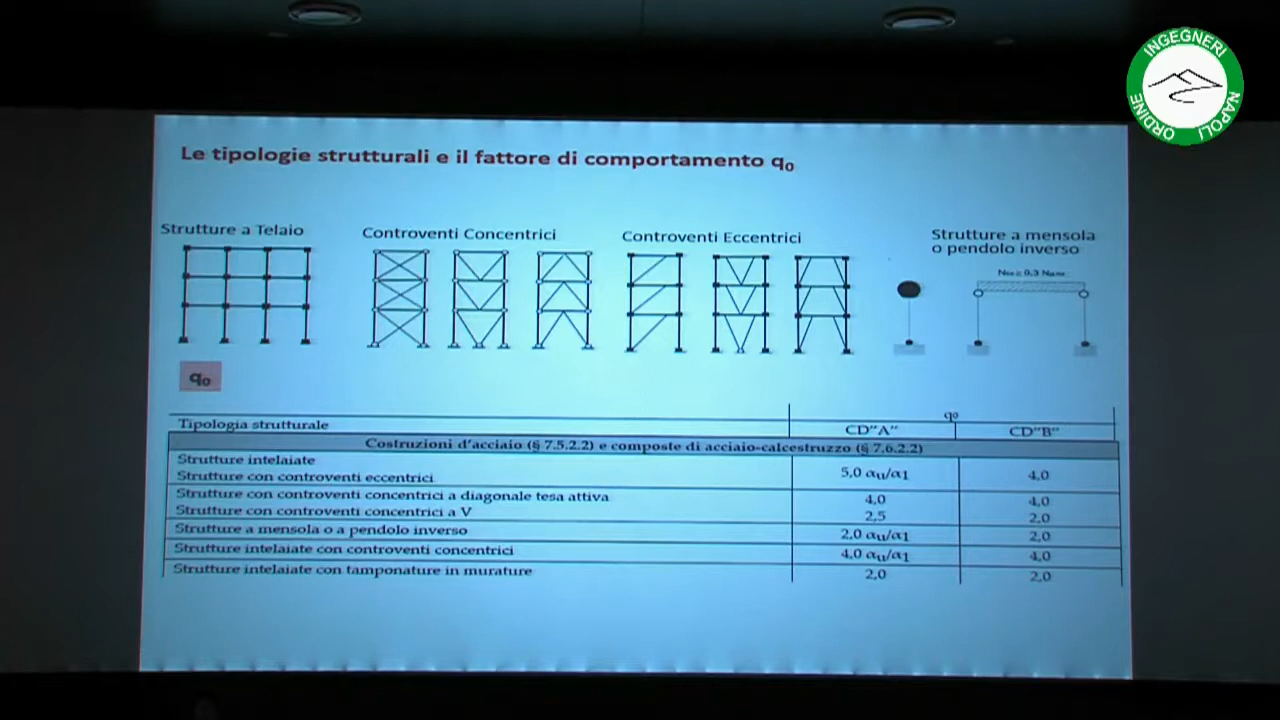 INGEGNERI
NAPOLI
ORDINE
Le tipologie strutturali e il fattore di comportamento q₀
Strutture a Telaio
Controventi Concentrici
Controventi Eccentrici
Strutture a mensola
o pendolo inverso
q₀
Tipologia strutturale
q₀
CD"A" CD"B"
Costruzioni d'acciaio (§ 7.5.2.2) e composte di acciaio-calcestruzzo (§ 7.6.2.2)
Strutture intelaiate
Strutture con controventi eccentrici 5,0 αu/α1 4,0
Strutture con controventi concentrici a diagonale tesa attiva 4,0 4,0
Strutture con controventi concentrici a V 2,5 2,0
Strutture a mensola o a pendolo inverso 2,0 αu/α1 2,0
Strutture intelaiate con controventi concentrici 4,0 αu/α1 4,0
Strutture intelaiate con tamponature in murature 2,0 2,0